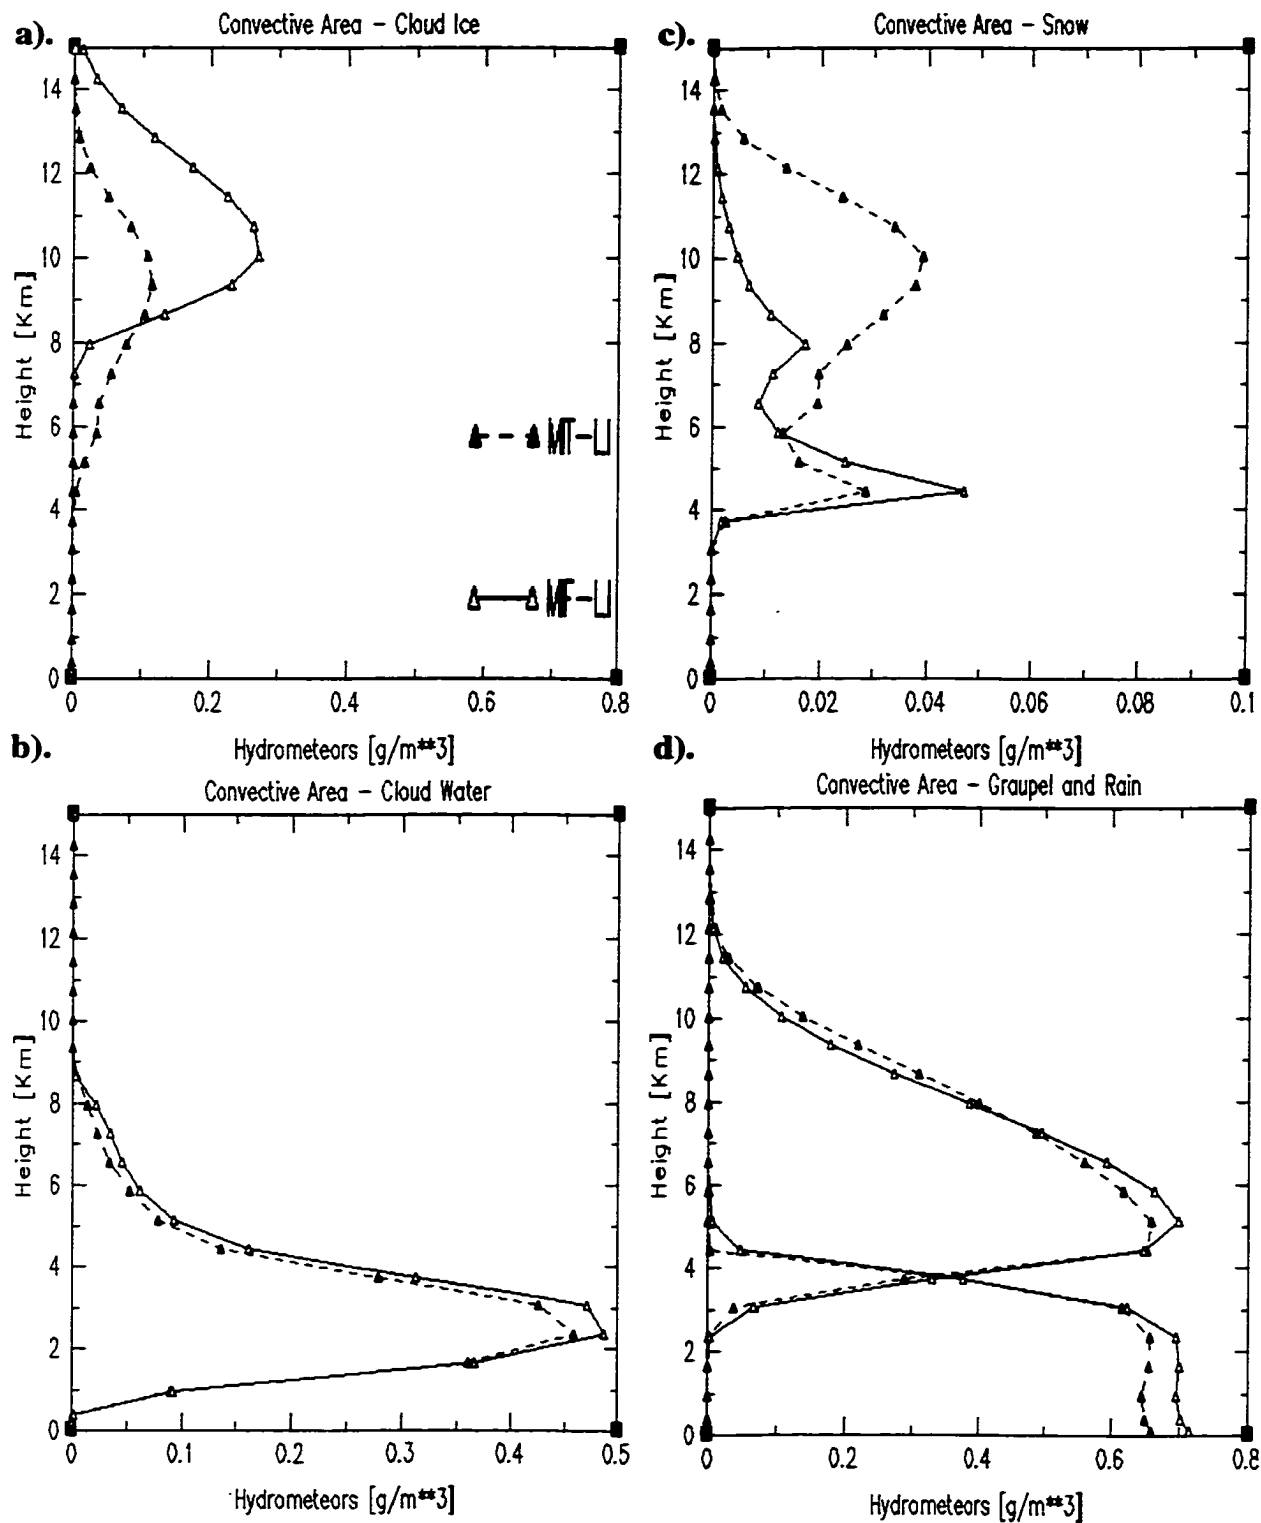 a).
Convective Area – Cloud Ice
14
12
10
8
6
4
2
0
Height [Km]
0 0.2 0.4 0.6 0.8
Hydrometeors [g/m**3]
b).
Convective Area – Cloud Water
14
12
10
8
6
4
2
0
Height [Km]
0 0.1 0.2 0.3 0.4 0.5
Hydrometeors [g/m**3]
c).
Convective Area – Snow
14
12
10
8
6
4
2
0
Height [Km]
0 0.02 0.04 0.06 0.08 0.1
Hydrometeors [g/m**3]
d).
Convective Area – Graupel and Rain
14
12
10
8
6
4
2
0
Height [Km]
0 0.2 0.4 0.6 0.8
Hydrometeors [g/m**3]